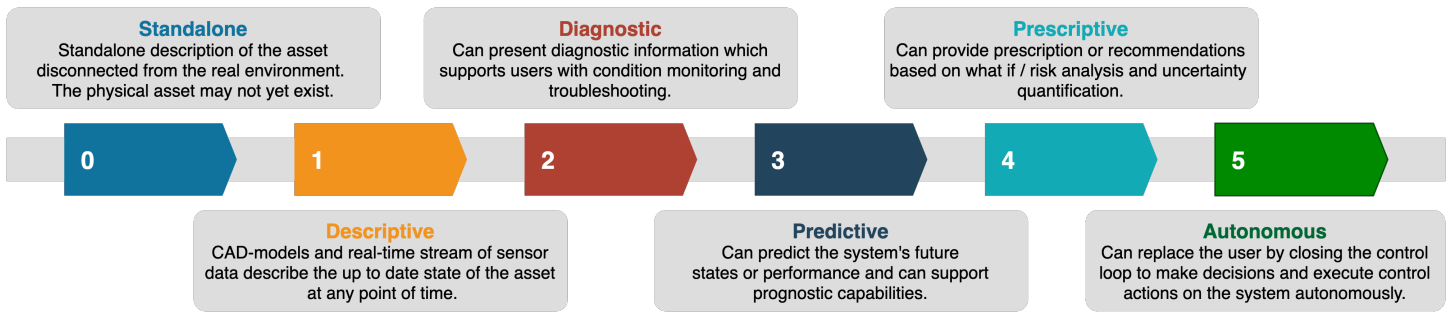 Standalone
Standalone description of the asset
disconnected from the real environment.
The physical asset may not yet exist.
Diagnostic
Can present diagnostic information which
supports users with condition monitoring and
troubleshooting.
Prescriptive
Can provide prescription or recommendations
based on what if / risk analysis and uncertainty
quantification.
0
1
2
3
4
5
Descriptive
CAD-models and real-time stream of sensor
data describe the up to date state of the asset
at any point of time.
Predictive
Can predict the system's future
states or performance and can support
prognostic capabilities.
Autonomous
Can replace the user by closing the control
loop to make decisions and execute control
actions on the system autonomously.